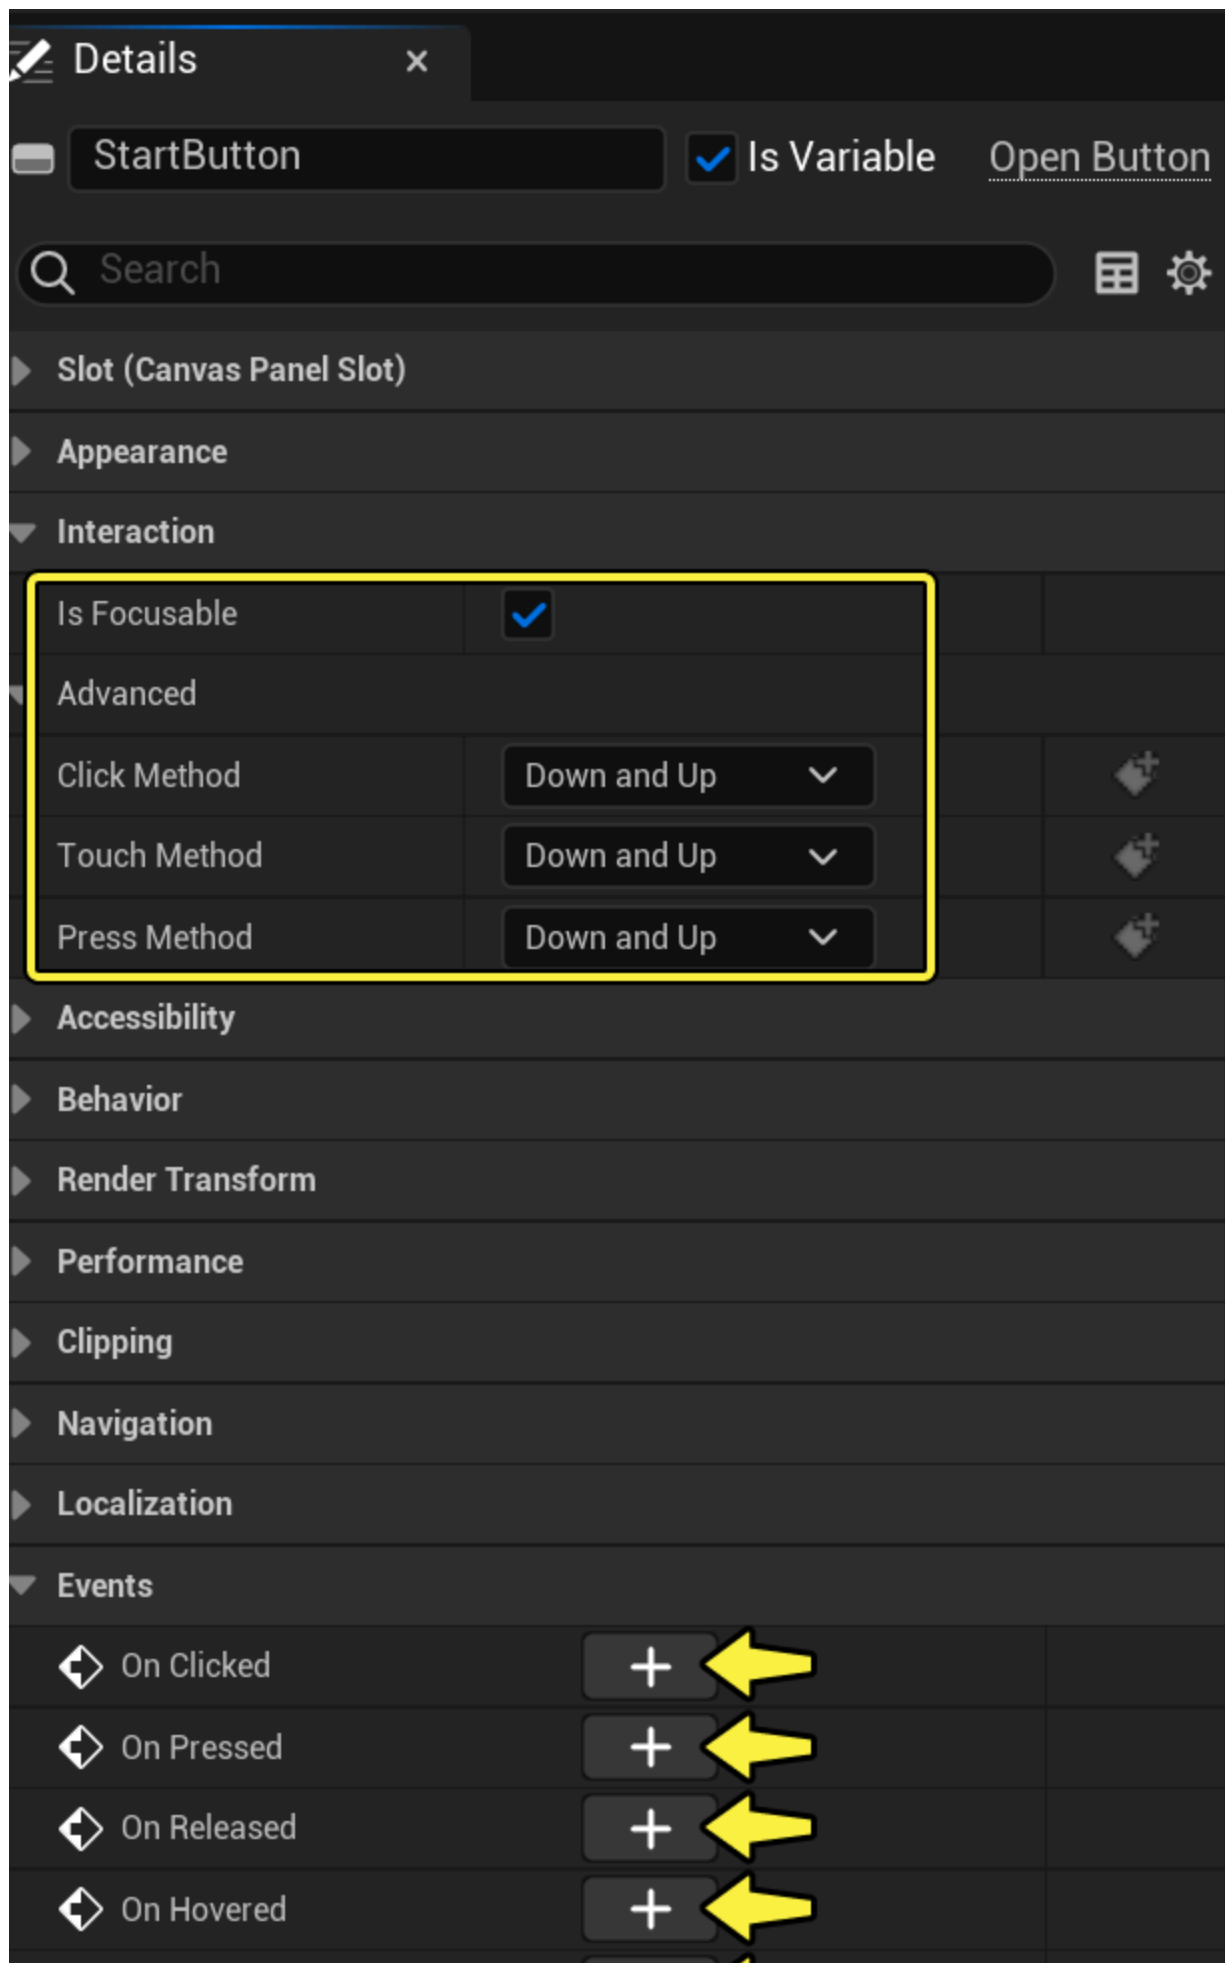 Details
StartButton Is Variable Open Button
Search
Slot (Canvas Panel Slot)
Appearance
Interaction
Is Focusable
Advanced
Click Method Down and Up
Touch Method Down and Up
Press Method Down and Up
Accessibility
Behavior
Render Transform
Performance
Clipping
Navigation
Localization
Events
On Clicked
On Pressed
On Released
On Hovered